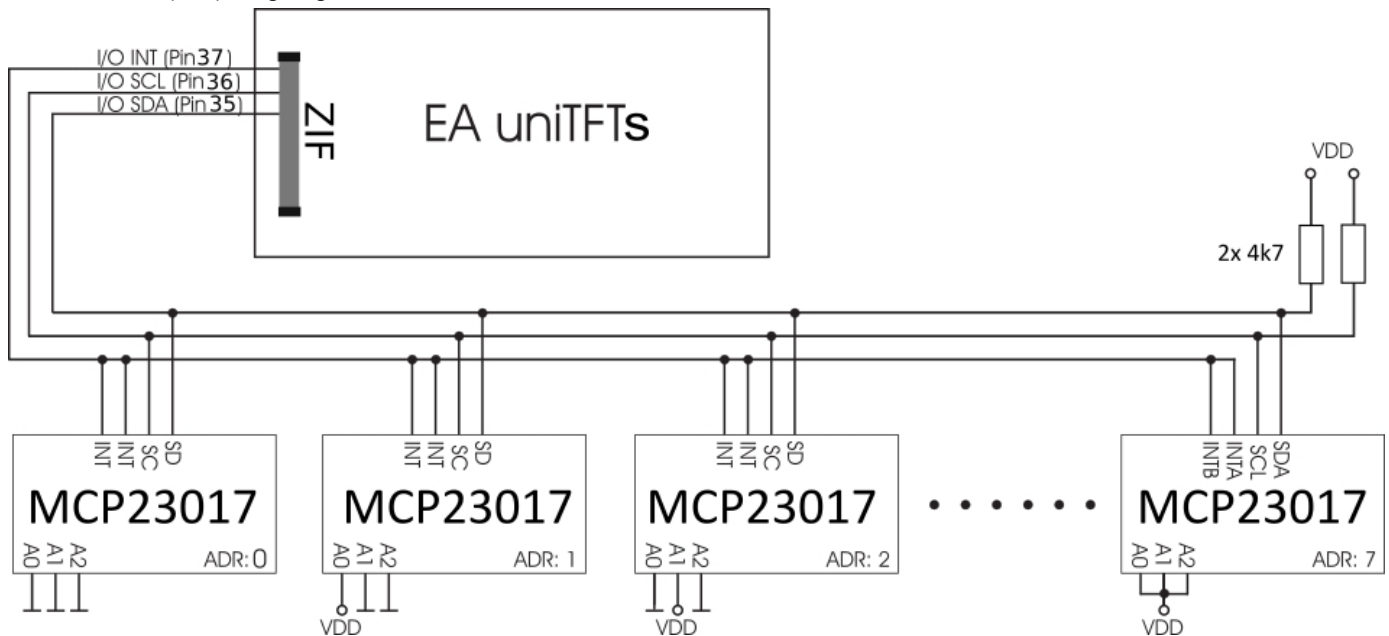 I/O INT (Pin37)
I/O SCL (Pin36)
I/O SDA (Pin35)
ZIF
EA uniTFTs
VDD
2x 4k7
INT INT SC SD
MCP23017
A0 A1 A2
ADR: 0
INT INT SC SD
MCP23017
A0 A1 A2
ADR: 1
VDD
INT INT SC SD
MCP23017
A0 A1 A2
ADR: 2
VDD
INTB INTA SCL SDA
MCP23017
A0 A1 A2
ADR: 7
VDD